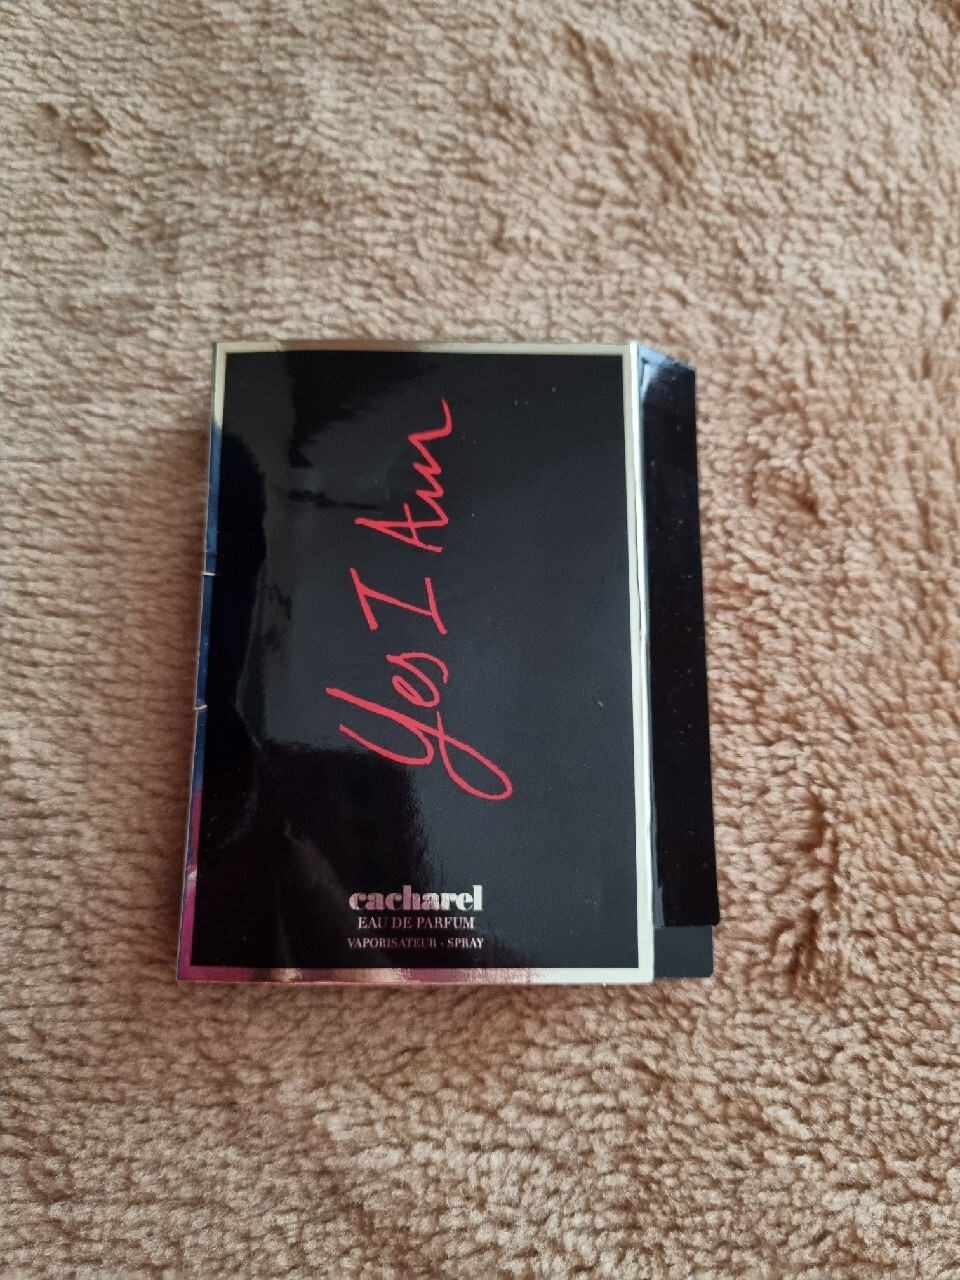 Yes I Am
cacharel
EAU DE PARFUM
VAPORISATEUR · SPRAY